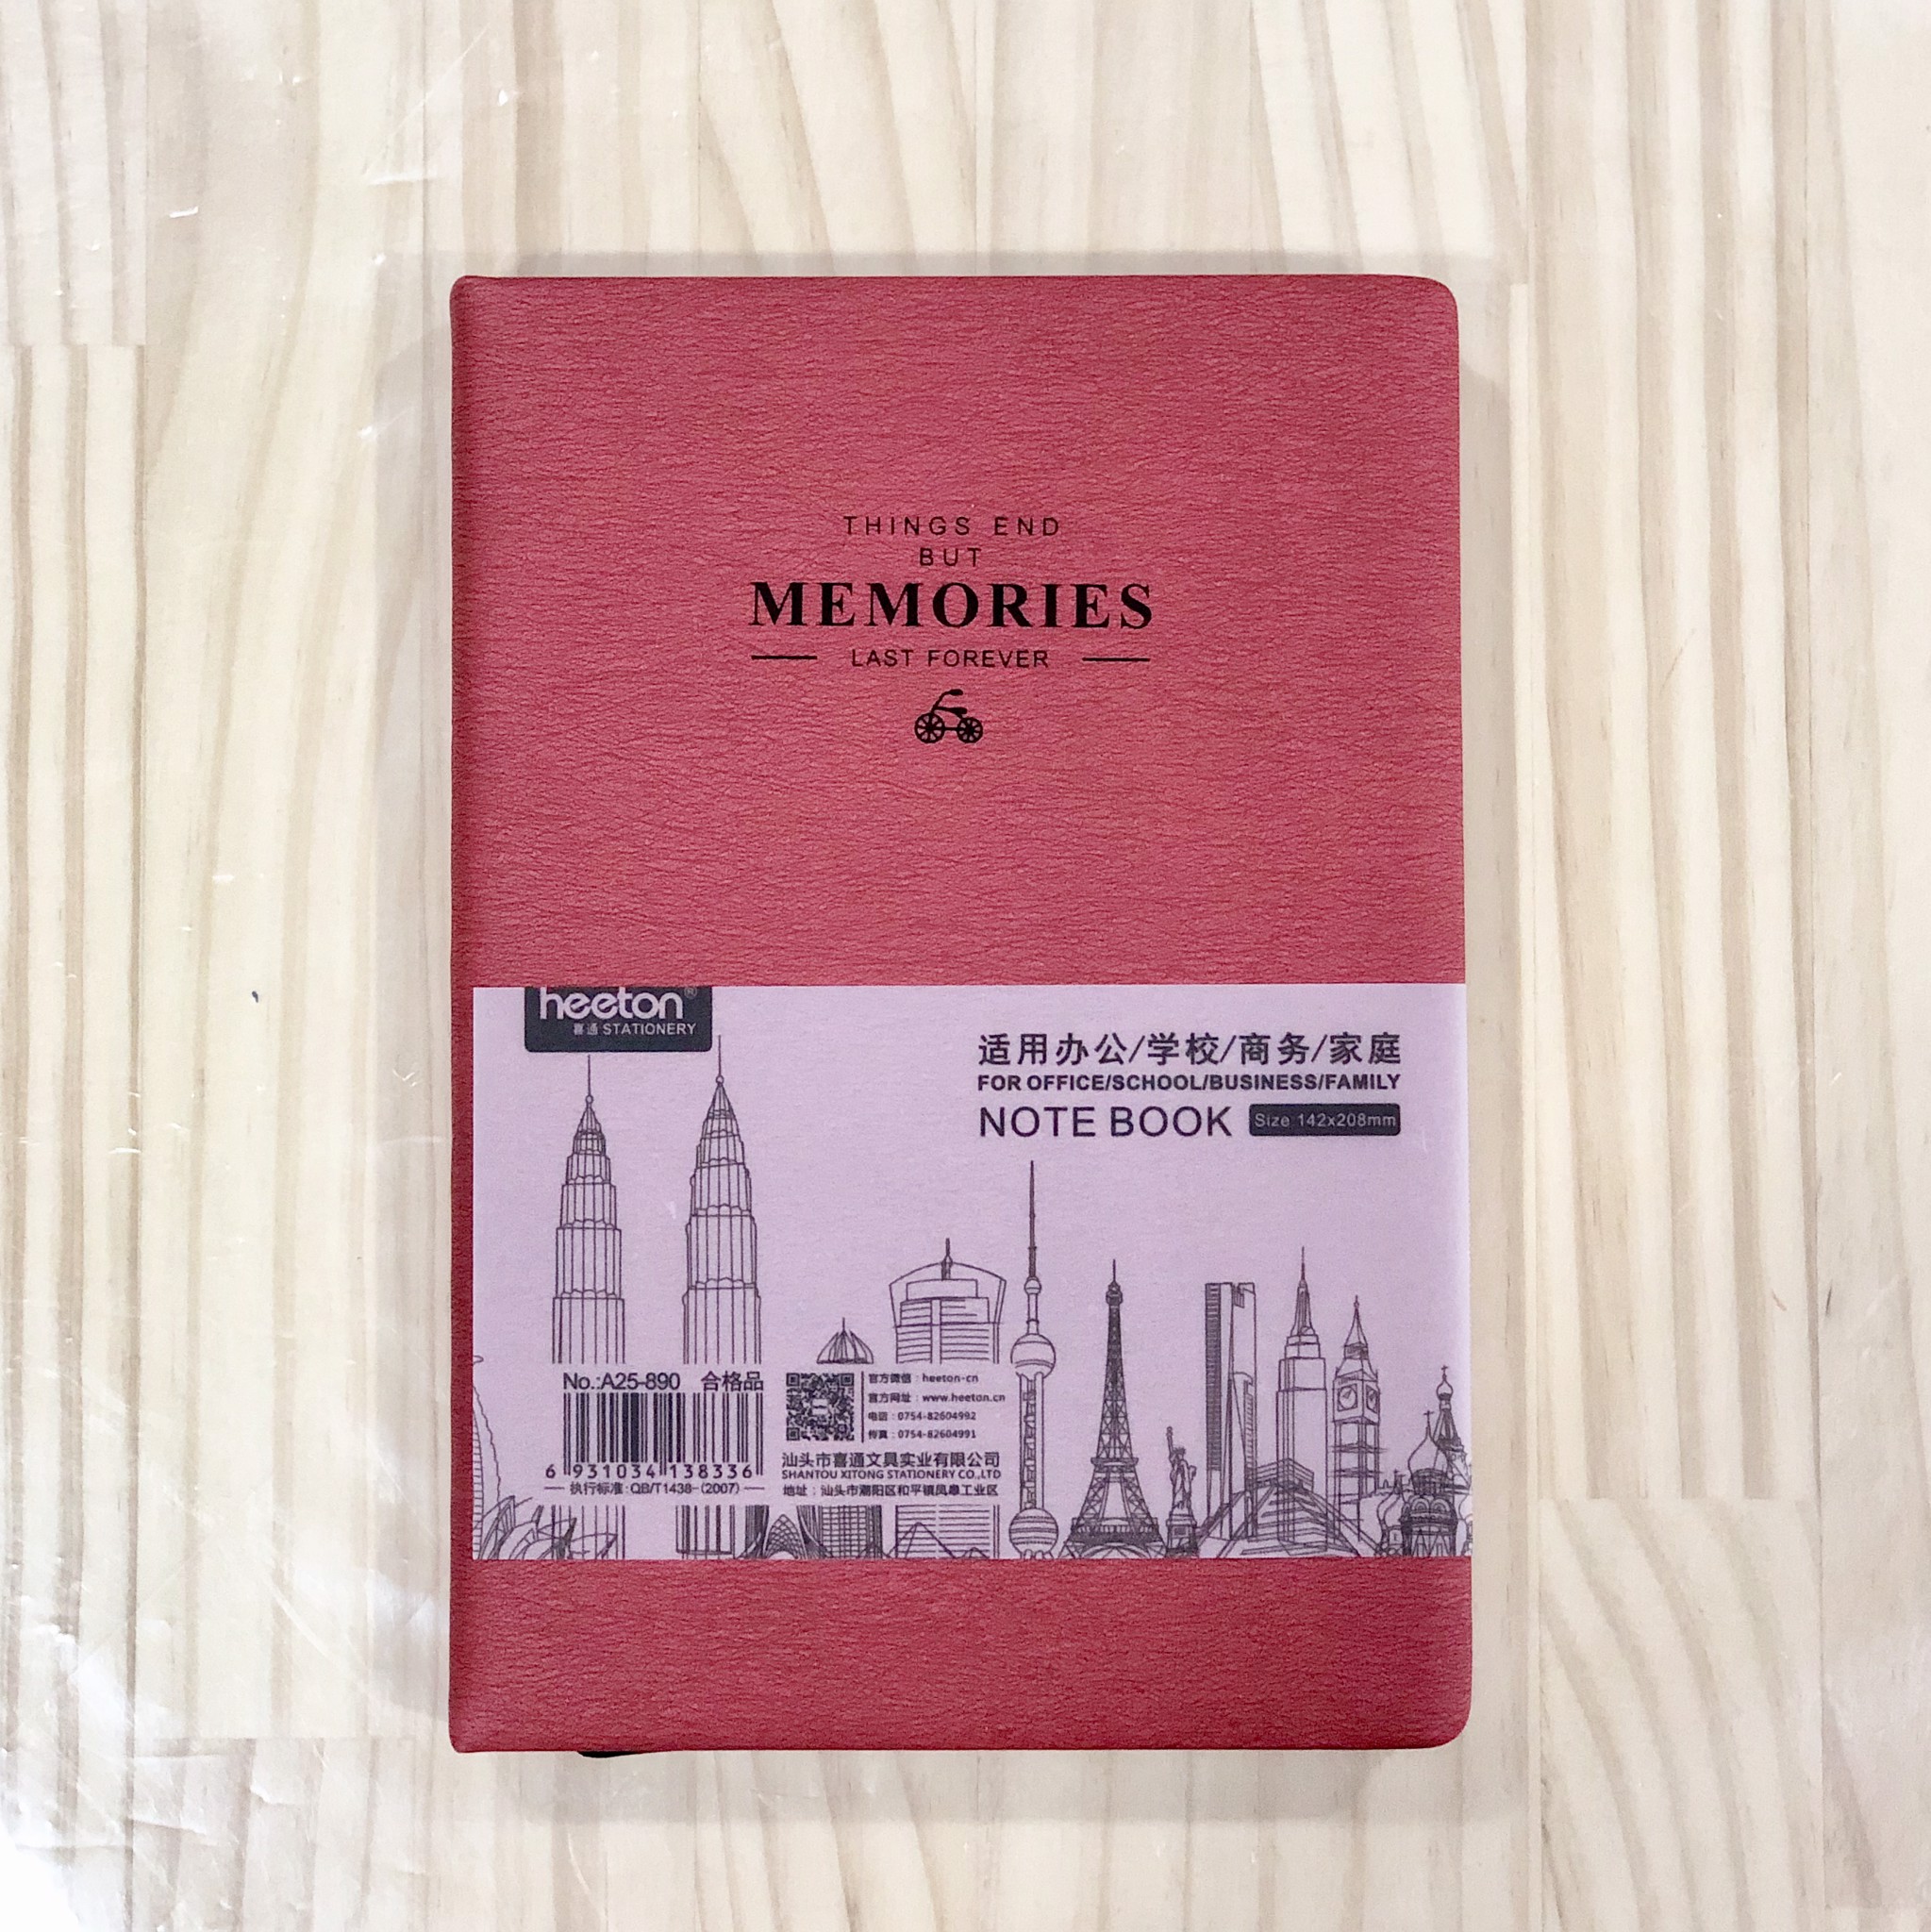 THINGS END
BUT
MEMORIES
LAST FOREVER
heeton®
喜通 STATIONERY
适用办公/学校/商务/家庭
FOR OFFICE/SCHOOL/BUSINESS/FAMILY
NOTE BOOK Size 142x208mm
No.:A25-890 合格品
6 931034 138336
执行标准:QB/T1438-(2007)
官方微信:heeton-cn
官方网址:www.heeton.cn
电话:0754-82604992
传真:0754-82604991
汕头市喜通文具实业有限公司
SHANTOU XITONG STATIONERY CO.,LTD
地址:汕头市潮阳区和平镇凤皋工业区